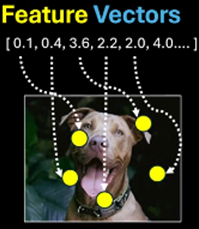 Feature Vectors
[ 0.1, 0.4, 3.6, 2.2, 2.0, 4.0.... ]